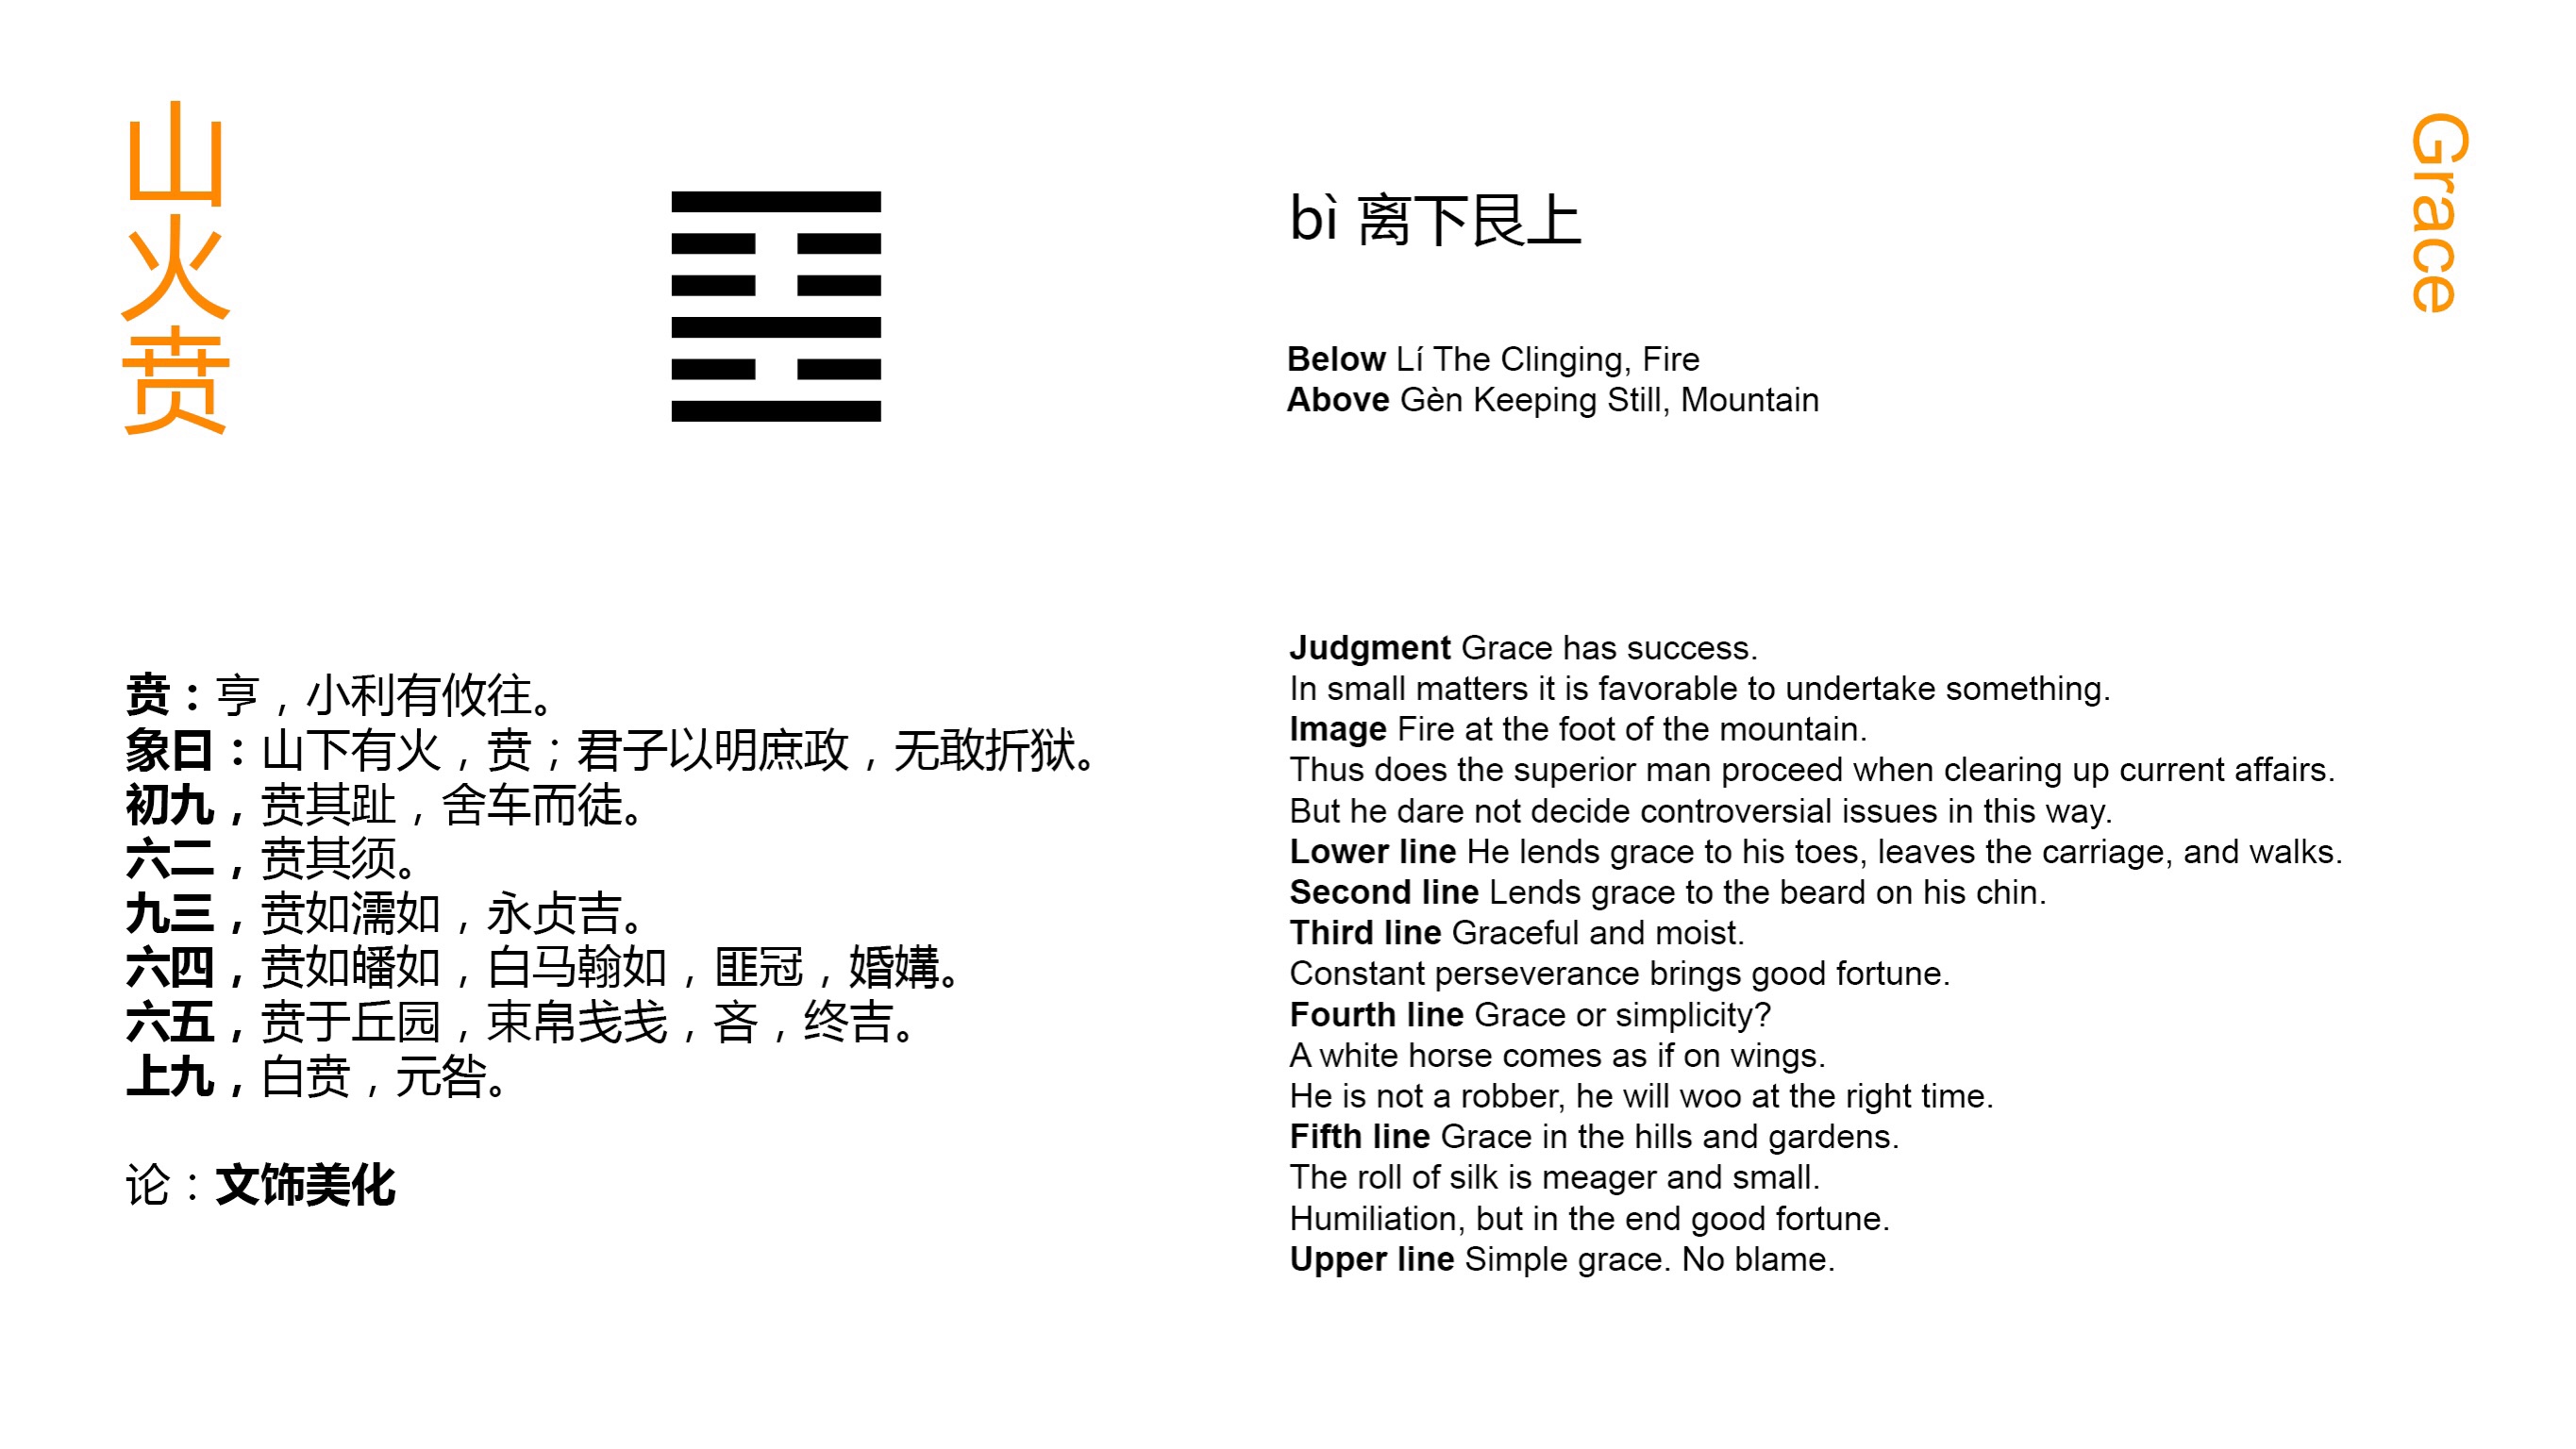 山火贲
贲：亨，小利有攸往。
象曰：山下有火，贲；君子以明庶政，无敢折狱。
初九，贲其趾，舍车而徒。
六二，贲其须。
九三，贲如濡如，永贞吉。
六四，贲如皤如，白马翰如，匪冠，婚媾。
六五，贲于丘园，束帛戋戋，吝，终吉。
上九，白贲，元咎。
论：文饰美化
bì 离下艮上
Below Lí The Clinging, Fire
Above Gèn Keeping Still, Mountain
Grace
Judgment Grace has success.
In small matters it is favorable to undertake something.
Image Fire at the foot of the mountain.
Thus does the superior man proceed when clearing up current affairs.
But he dare not decide controversial issues in this way.
Lower line He lends grace to his toes, leaves the carriage, and walks.
Second line Lends grace to the beard on his chin.
Third line Graceful and moist.
Constant perseverance brings good fortune.
Fourth line Grace or simplicity?
A white horse comes as if on wings.
He is not a robber, he will woo at the right time.
Fifth line Grace in the hills and gardens.
The roll of silk is meager and small.
Humiliation, but in the end good fortune.
Upper line Simple grace. No blame.